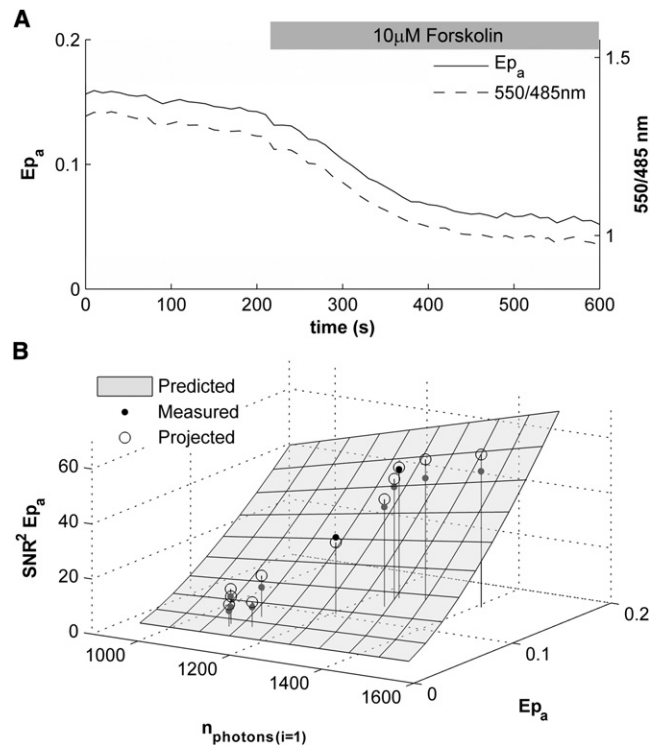 A
10μM Forskolin
0.2
0.1
0
Ep_a
1.5
1
550/485 nm
Ep_a
550/485nm
0 100 200 300 400 500 600
time (s)
B
Predicted
Measured
Projected
60
40
20
0
SNR² Ep_a
1000
1200
1400
1600
n_photons(i=1)
0
0.1
0.2
Ep_a